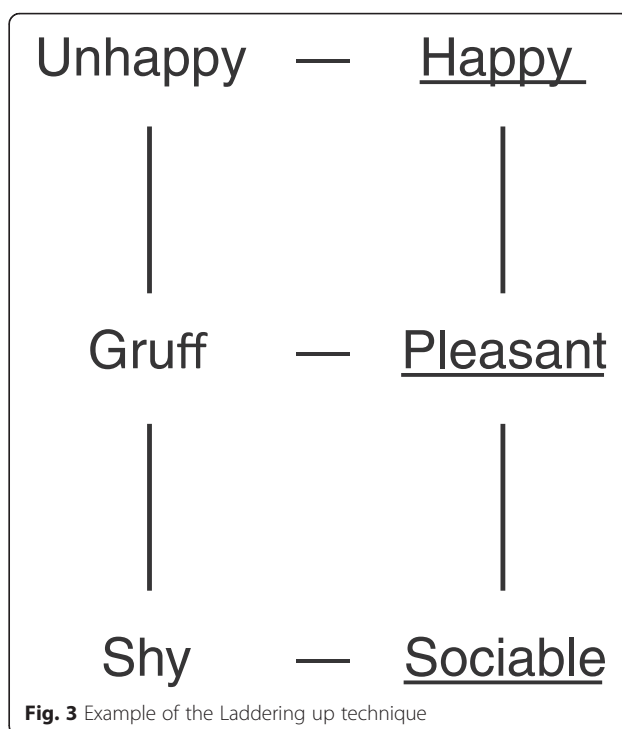 Unhappy — Happy
Gruff — Pleasant
Shy — Sociable
Fig. 3 Example of the Laddering up technique